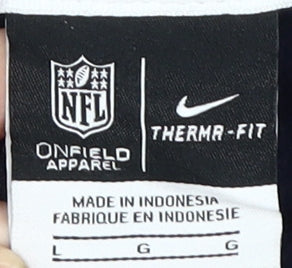 NFL
ONFIELD
APPAREL
THERMA-FIT
MADE IN INDONESIA
FABRIQUE EN INDONESIE
L G G